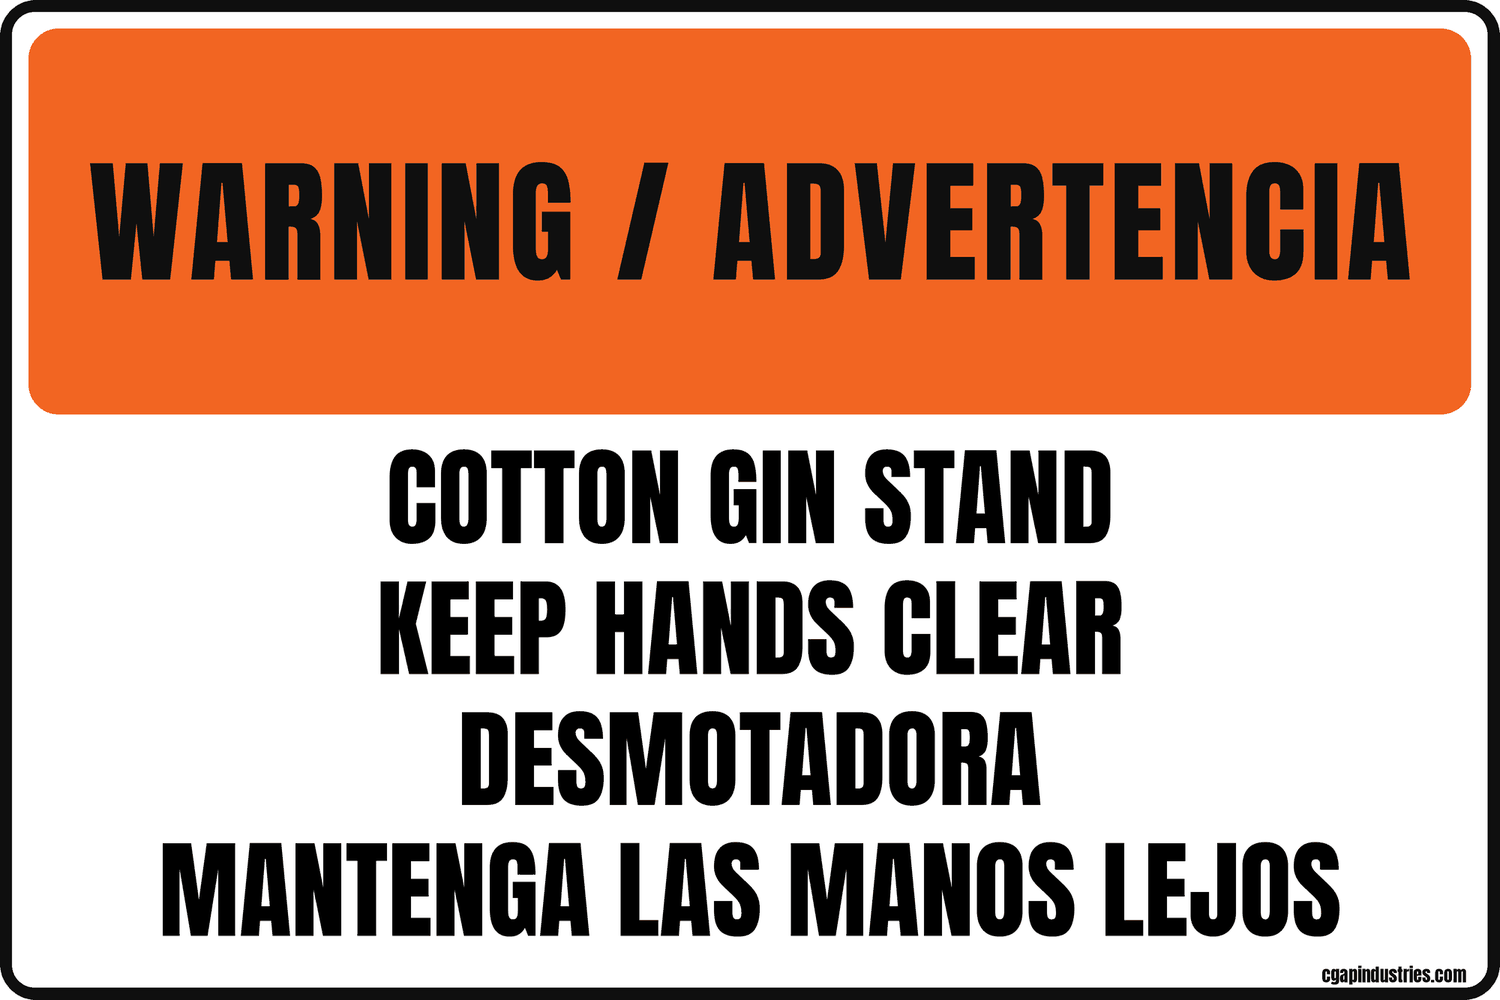 WARNING / ADVERTENCIA
COTTON GIN STAND
KEEP HANDS CLEAR
DESMOTADORA
MANTENGA LAS MANOS LEJOS
cgapindustries.com